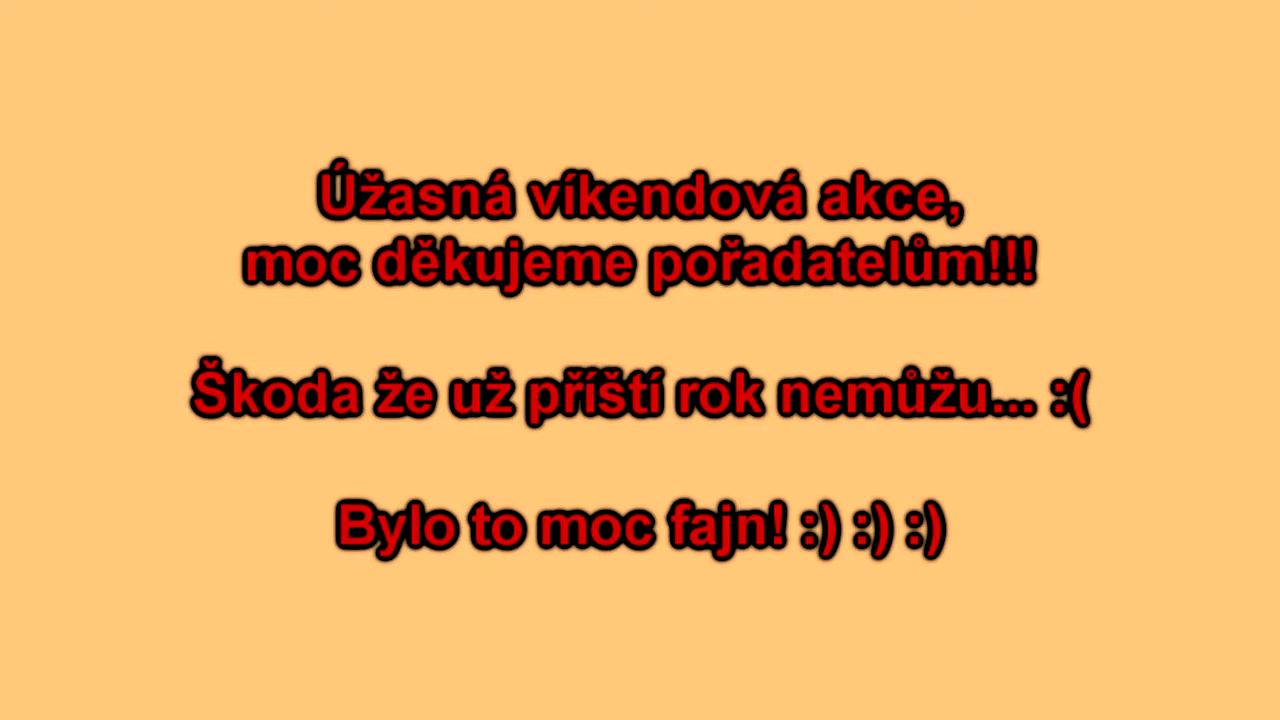 Úžasná víkendová akce,
moc děkujeme pořadatelům!!!
Škoda že už příští rok nemůžu... :(
Bylo to moc fajn! :) :) :)